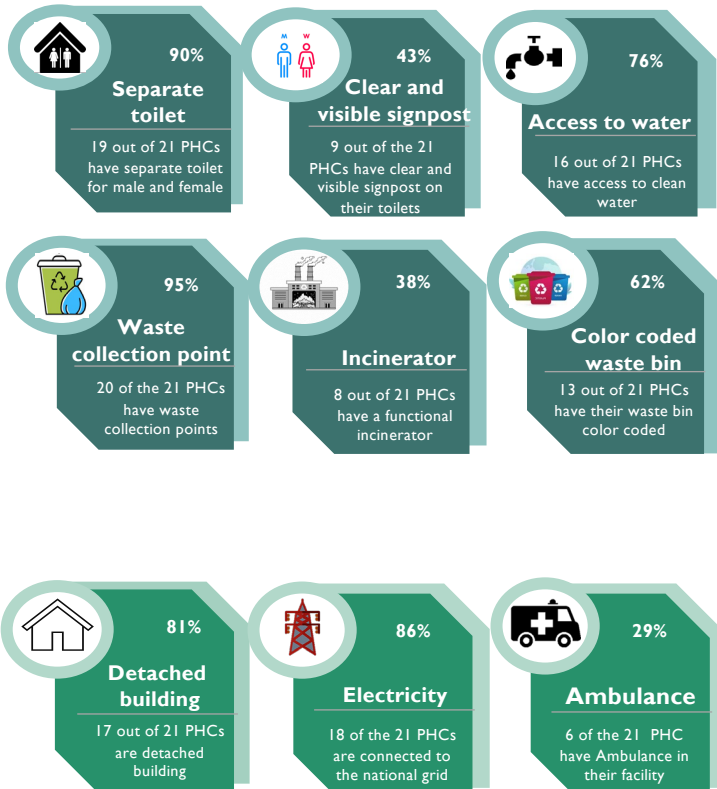 90%
Separate
toilet
19 out of 21 PHCs
have separate toilet
for male and female
M W
43%
Clear and
visible signpost
9 out of the 21
PHCs have clear and
visible signpost on
their toilets
76%
Access to water
16 out of 21 PHCs
have access to clean
water
95%
Waste
collection point
20 of the 21 PHCs
have waste
collection points
38%
Incinerator
8 out of 21 PHCs
have a functional
incinerator
62%
Color coded
waste bin
13 out of 21 PHCs
have their waste bin
color coded
81%
Detached
building
17 out of 21 PHCs
are detached
building
86%
Electricity
18 of the 21 PHCs
are connected to
the national grid
29%
Ambulance
6 of the 21 PHC
have Ambulance in
their facility